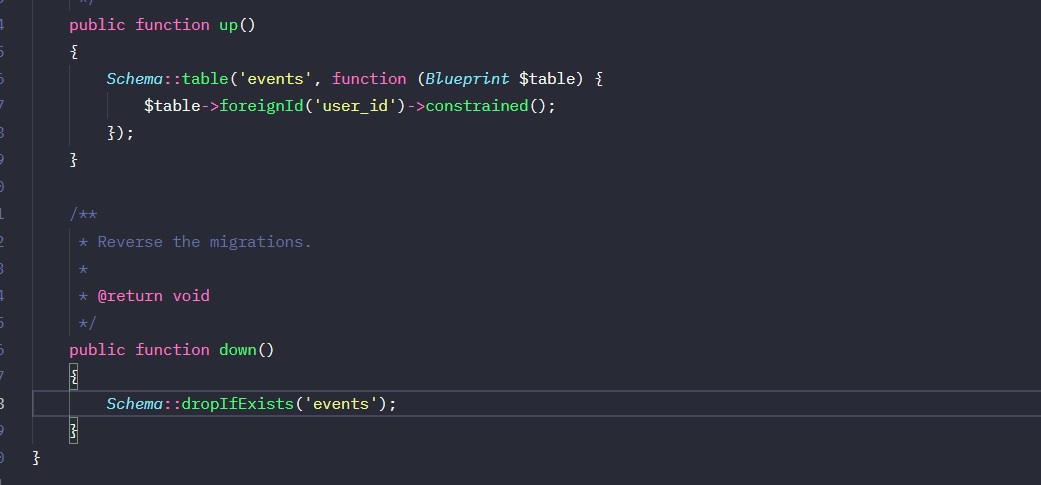 */
public function up()
{
Schema::table('events', function (Blueprint $table) {
$table->foreignId('user_id')->constrained();
});
}
/**
* Reverse the migrations.
*
* @return void
*/
public function down()
{
Schema::dropIfExists('events');
}
}